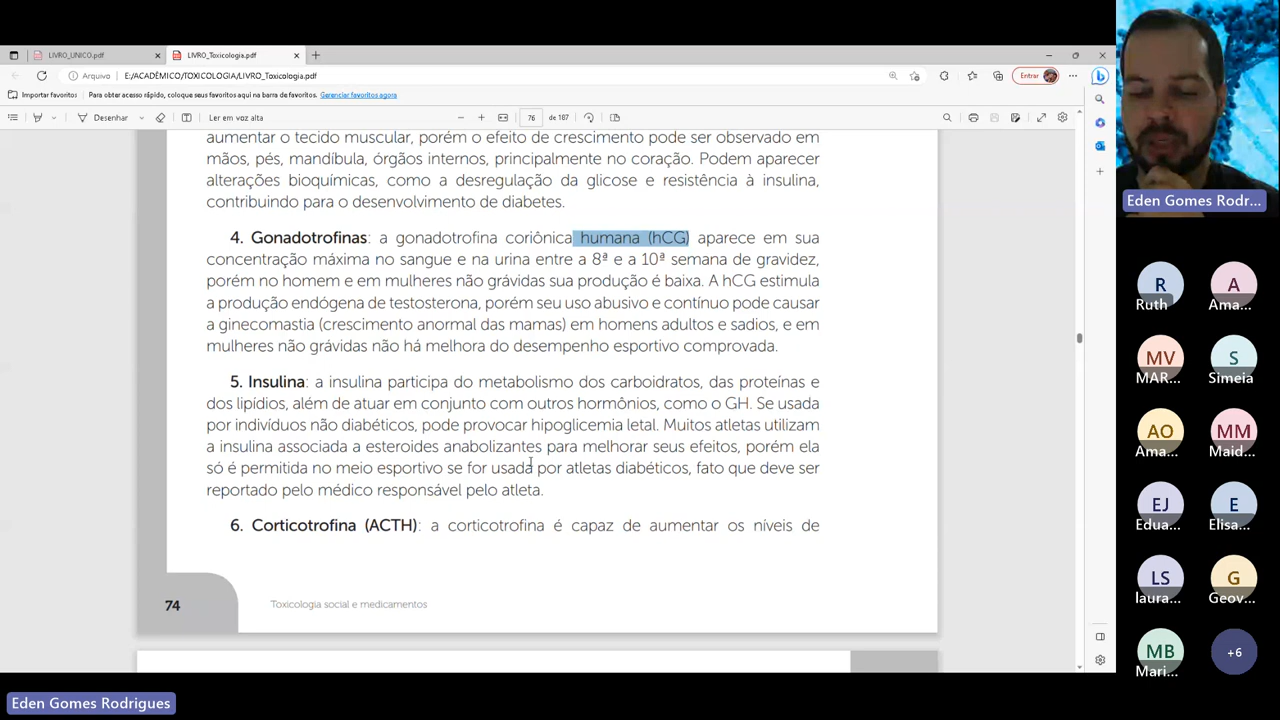 LIVRO_UNICO.pdf
LIVRO_Toxicologia.pdf
Arquivo
E:/ACADÊMICO/TOXICOLOGIA/LIVRO_Toxicologia.pdf
Entrar
Importar favoritos
Para obter acesso rápido, coloque seus favoritos aqui na barra de favoritos. Gerenciar favoritos agora
Desenhar
Ler em voz alta
76
de 187
aumentar o tecido muscular, porém o efeito de crescimento pode ser observado em
mãos, pés, mandíbula, órgãos internos, principalmente no coração. Podem aparecer
alterações bioquímicas, como a desregulação da glicose e resistência à insulina,
contribuindo para o desenvolvimento de diabetes.
4. Gonadotrofinas: a gonadotrofina coriônica humana (hCG) aparece em sua
concentração máxima no sangue e na urina entre a 8ª e a 10ª semana de gravidez,
porém no homem e em mulheres não grávidas sua produção é baixa. A hCG estimula
a produção endógena de testosterona, porém seu uso abusivo e contínuo pode causar
a ginecomastia (crescimento anormal das mamas) em homens adultos e sadios, e em
mulheres não grávidas não há melhora do desempenho esportivo comprovada.
5. Insulina: a insulina participa do metabolismo dos carboidratos, das proteínas e
dos lipídios, além de atuar em conjunto com outros hormônios, como o GH. Se usada
por indivíduos não diabéticos, pode provocar hipoglicemia letal. Muitos atletas utilizam
a insulina associada a esteroides anabolizantes para melhorar seus efeitos, porém ela
só é permitida no meio esportivo se for usada por atletas diabéticos, fato que deve ser
reportado pelo médico responsável pelo atleta.
6. Corticotrofina (ACTH): a corticotrofina é capaz de aumentar os níveis de
74
Toxicologia social e medicamentos
Eden Gomes Rodr...
R
Ruth
A
Ama...
MV
MAR...
S
Simeia
AO
Ama...
MM
Maid...
EJ
Edua...
E
Elisa...
LS
laura...
G
Geov...
MB
Mari...
+6
Eden Gomes Rodrigues